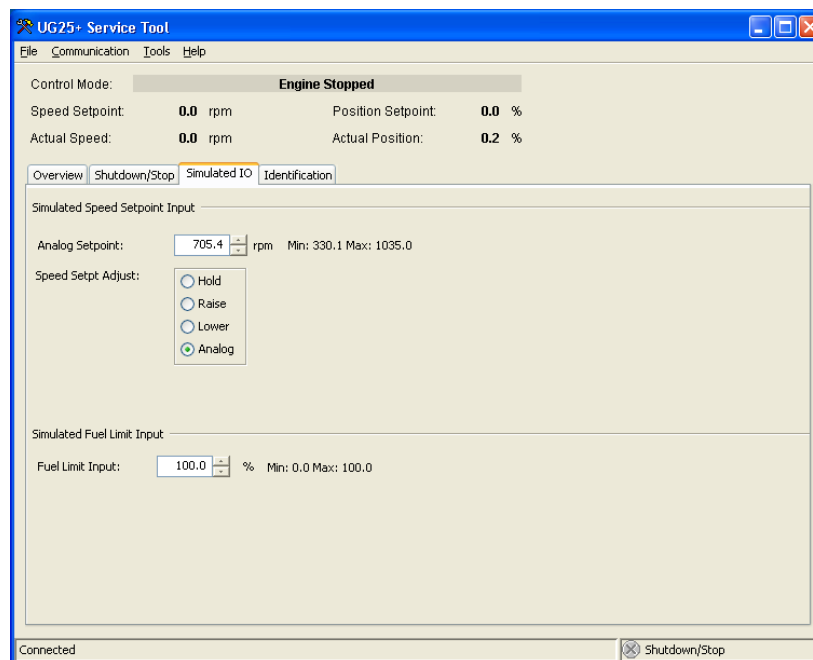 UG25+ Service Tool
File Communication Tools Help
Control Mode: Engine Stopped
Speed Setpoint: 0.0 rpm Position Setpoint: 0.0 %
Actual Speed: 0.0 rpm Actual Position: 0.2 %
Overview Shutdown/Stop Simulated IO Identification
Simulated Speed Setpoint Input
Analog Setpoint: 705.4 rpm Min: 330.1 Max: 1035.0
Speed Setpt Adjust:
Hold
Raise
Lower
Analog
Simulated Fuel Limit Input
Fuel Limit Input: 100.0 % Min: 0.0 Max: 100.0
Connected Shutdown/Stop